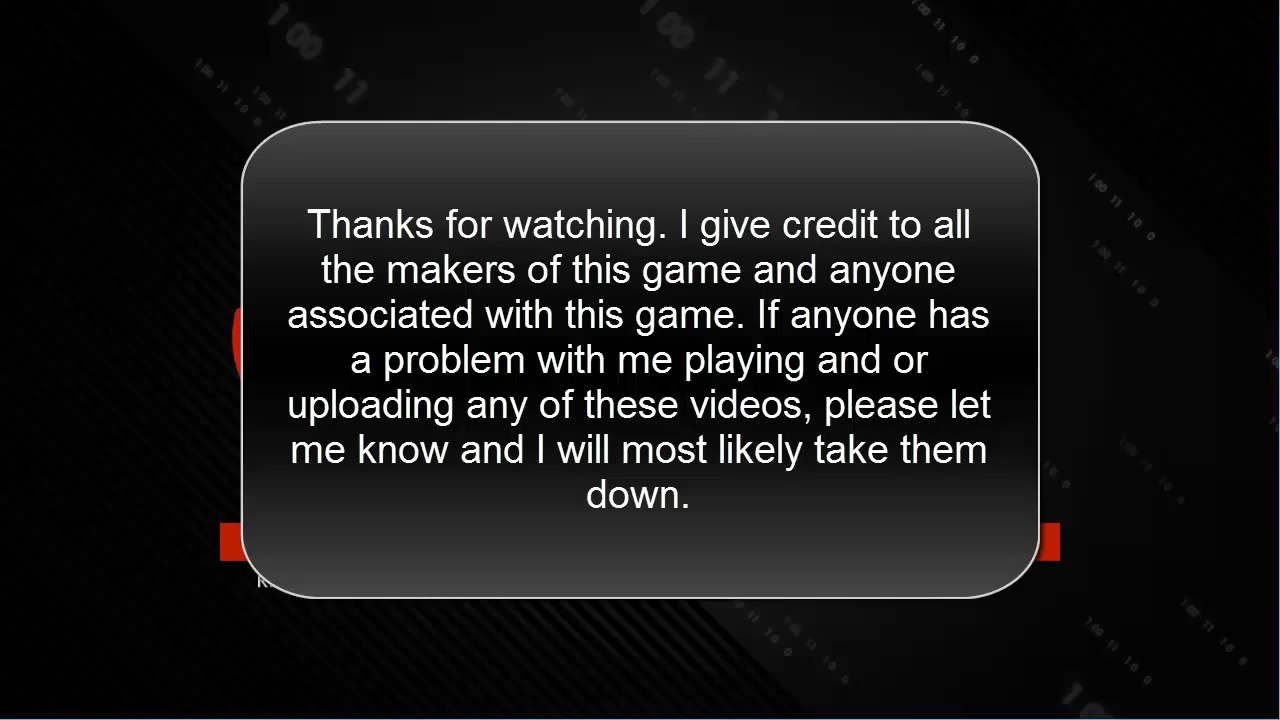 Thanks for watching. I give credit to all
the makers of this game and anyone
associated with this game. If anyone has
a problem with me playing and or
uploading any of these videos, please let
me know and I will most likely take them
down.